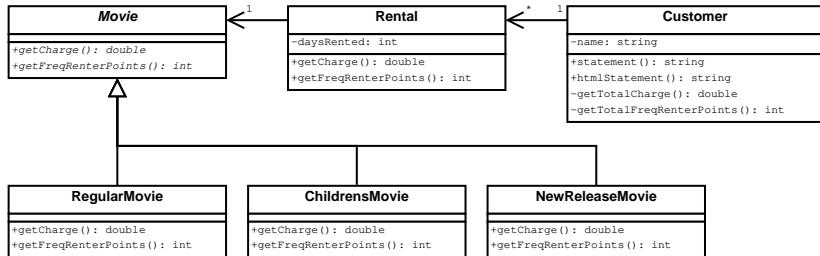 Movie
+getCharge(): double
+getFreqRenterPoints(): int
1
Rental
-daysRented: int
+getCharge(): double
+getFreqRenterPoints(): int
* 1
Customer
-name: string
+statement(): string
+htmlStatement(): string
-getTotalCharge(): double
-getTotalFreqRenterPoints(): int
RegularMovie
+getCharge(): double
+getFreqRenterPoints(): int
ChildrensMovie
+getCharge(): double
+getFreqRenterPoints(): int
NewReleaseMovie
+getCharge(): double
+getFreqRenterPoints(): int